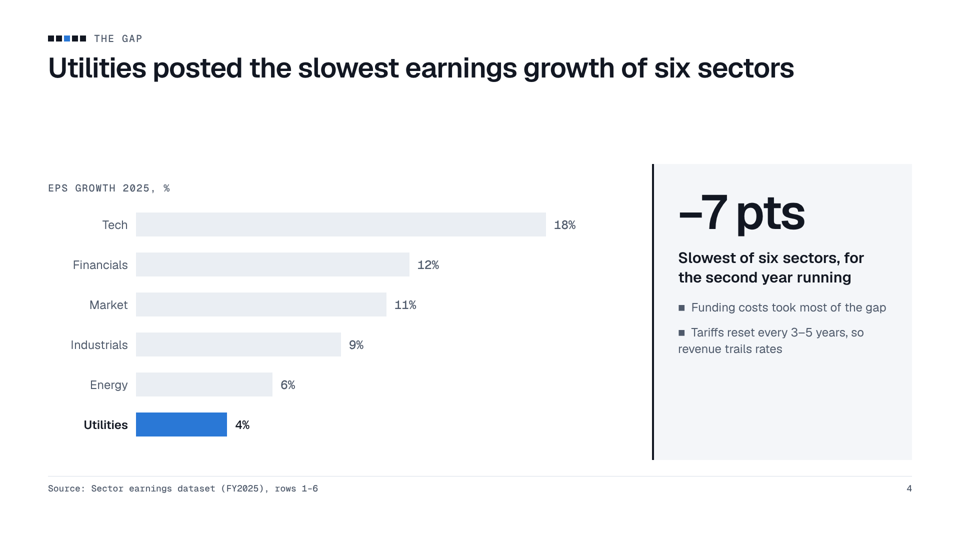 THE GAP
Utilities posted the slowest earnings growth of six sectors
EPS GROWTH 2025, %
Tech 18%
Financials 12%
Market 11%
Industrials 9%
Energy 6%
Utilities 4%
–7 pts
Slowest of six sectors, for
the second year running
■ Funding costs took most of the gap
■ Tariffs reset every 3–5 years, so
revenue trails rates
Source: Sector earnings dataset (FY2025), rows 1–6
4